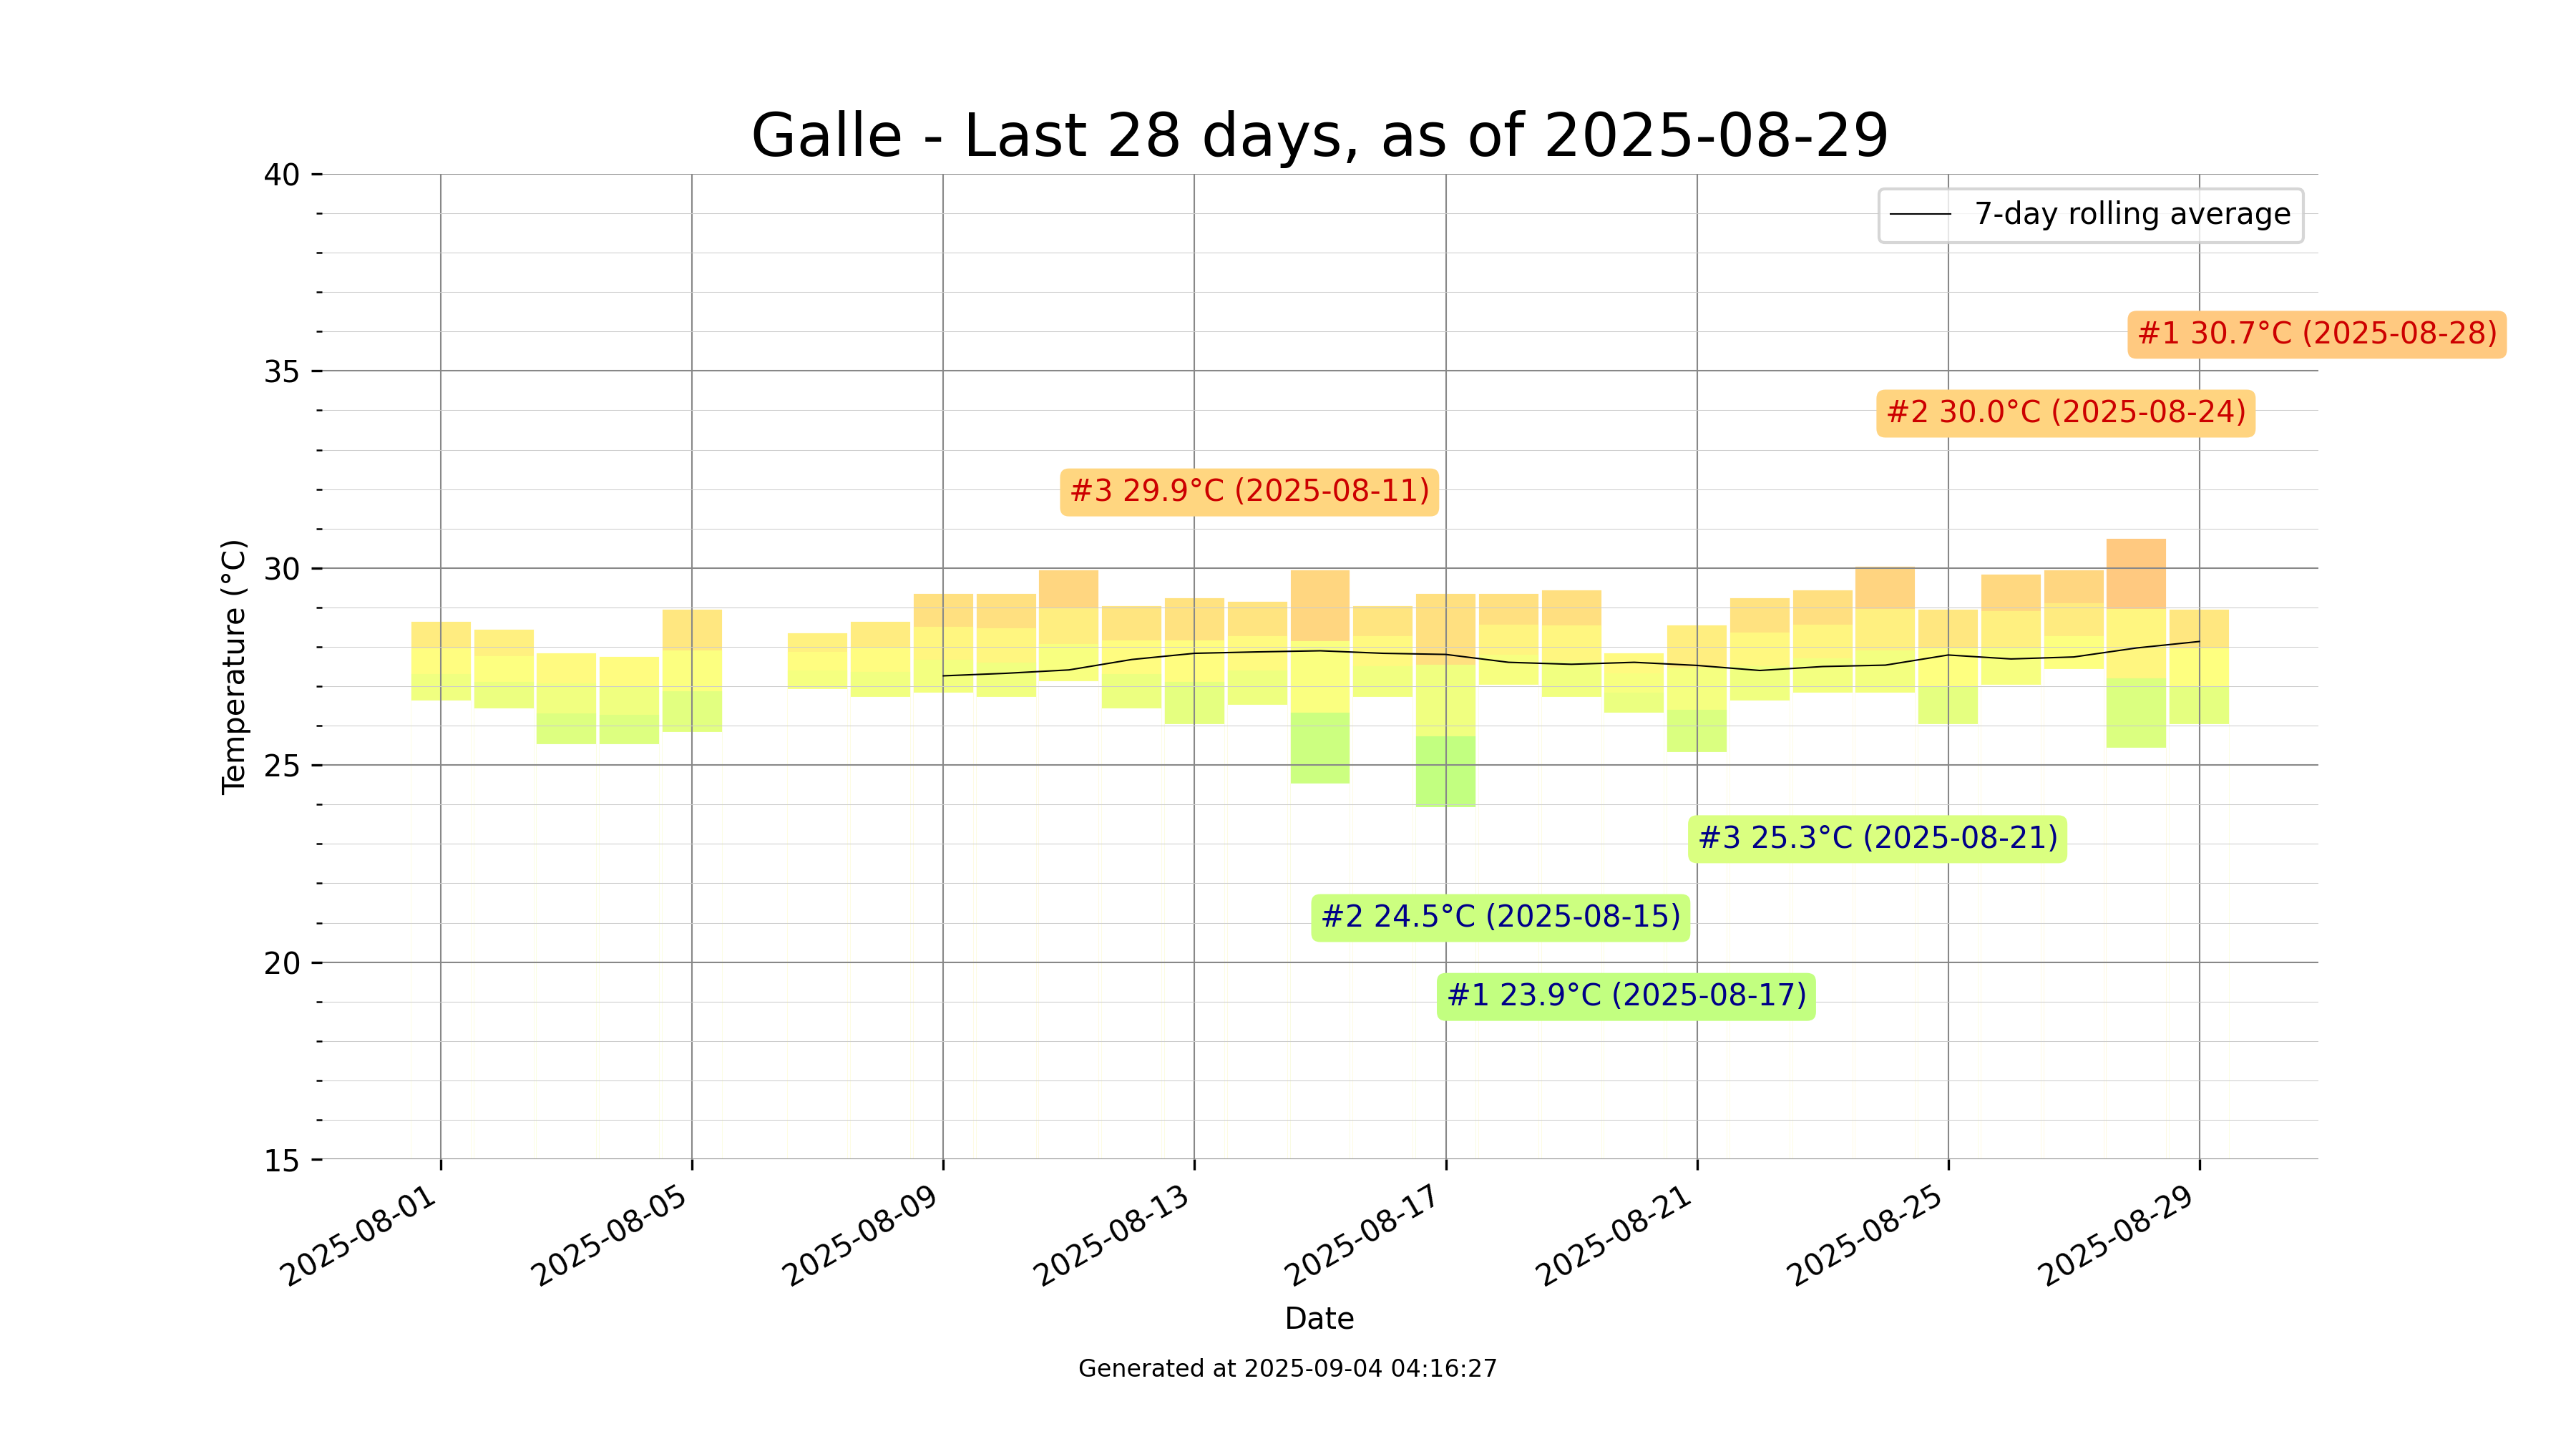 Galle - Last 28 days, as of 2025-08-29
40
35
30
25
20
15
Temperature (°C)
7-day rolling average
#1 30.7°C (2025-08-28)
#2 30.0°C (2025-08-24)
#3 29.9°C (2025-08-11)
#3 25.3°C (2025-08-21)
#2 24.5°C (2025-08-15)
#1 23.9°C (2025-08-17)
2025-08-01
2025-08-05
2025-08-09
2025-08-13
2025-08-17
2025-08-21
2025-08-25
2025-08-29
Date
Generated at 2025-09-04 04:16:27